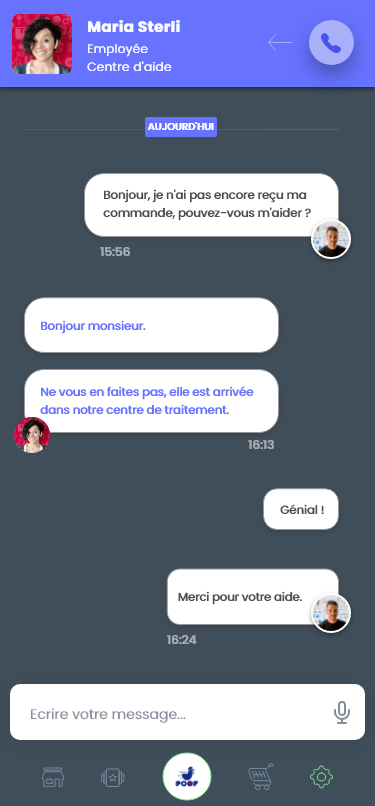 Maria Sterli
Employée
Centre d'aide
AUJOURD'HUI
Bonjour, je n'ai pas encore reçu ma
commande, pouvez-vous m'aider ?
15:56
Bonjour monsieur.
Ne vous en faites pas, elle est arrivée
dans notre centre de traitement.
16:13
Génial !
Merci pour votre aide.
16:24
Ecrire votre message...
POOP